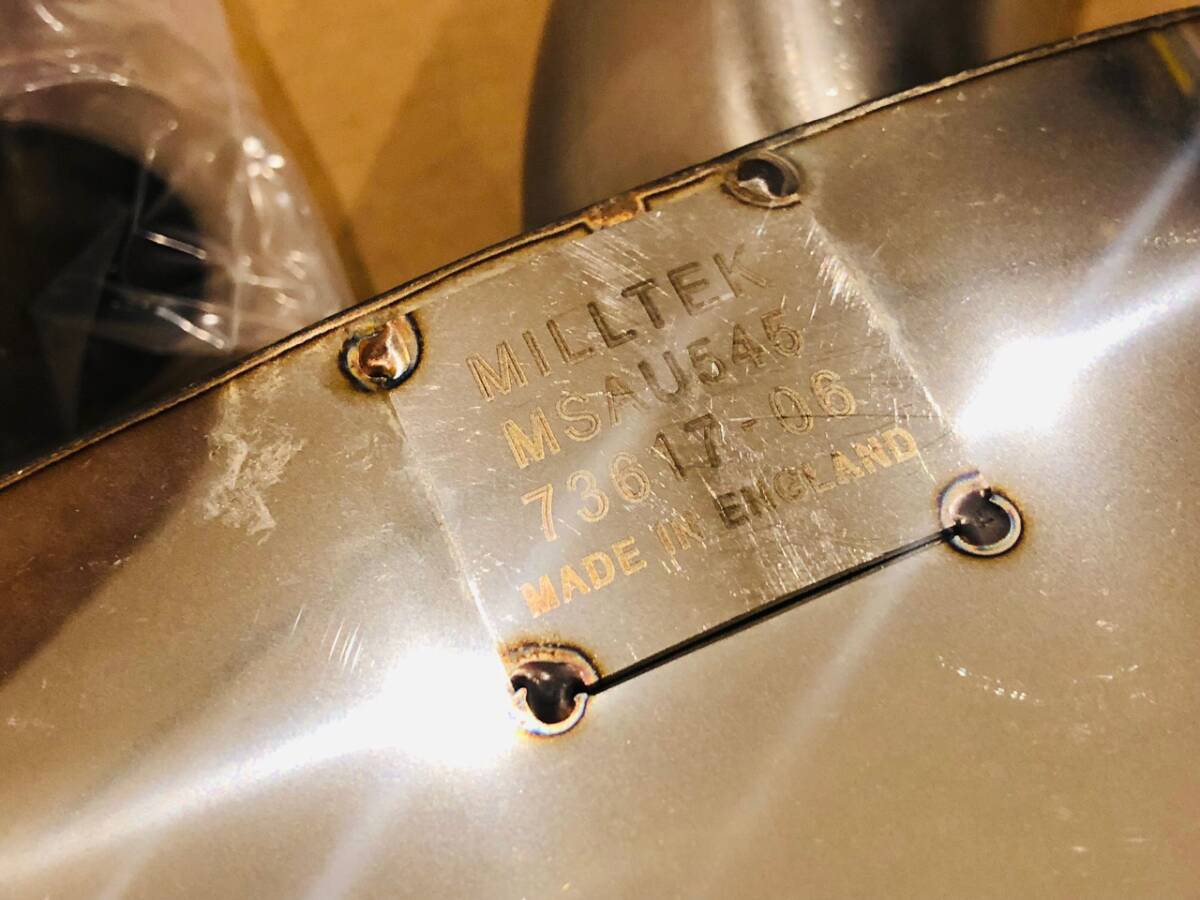 MILLTEK
MSAU545
73617-06
MADE IN ENGLAND